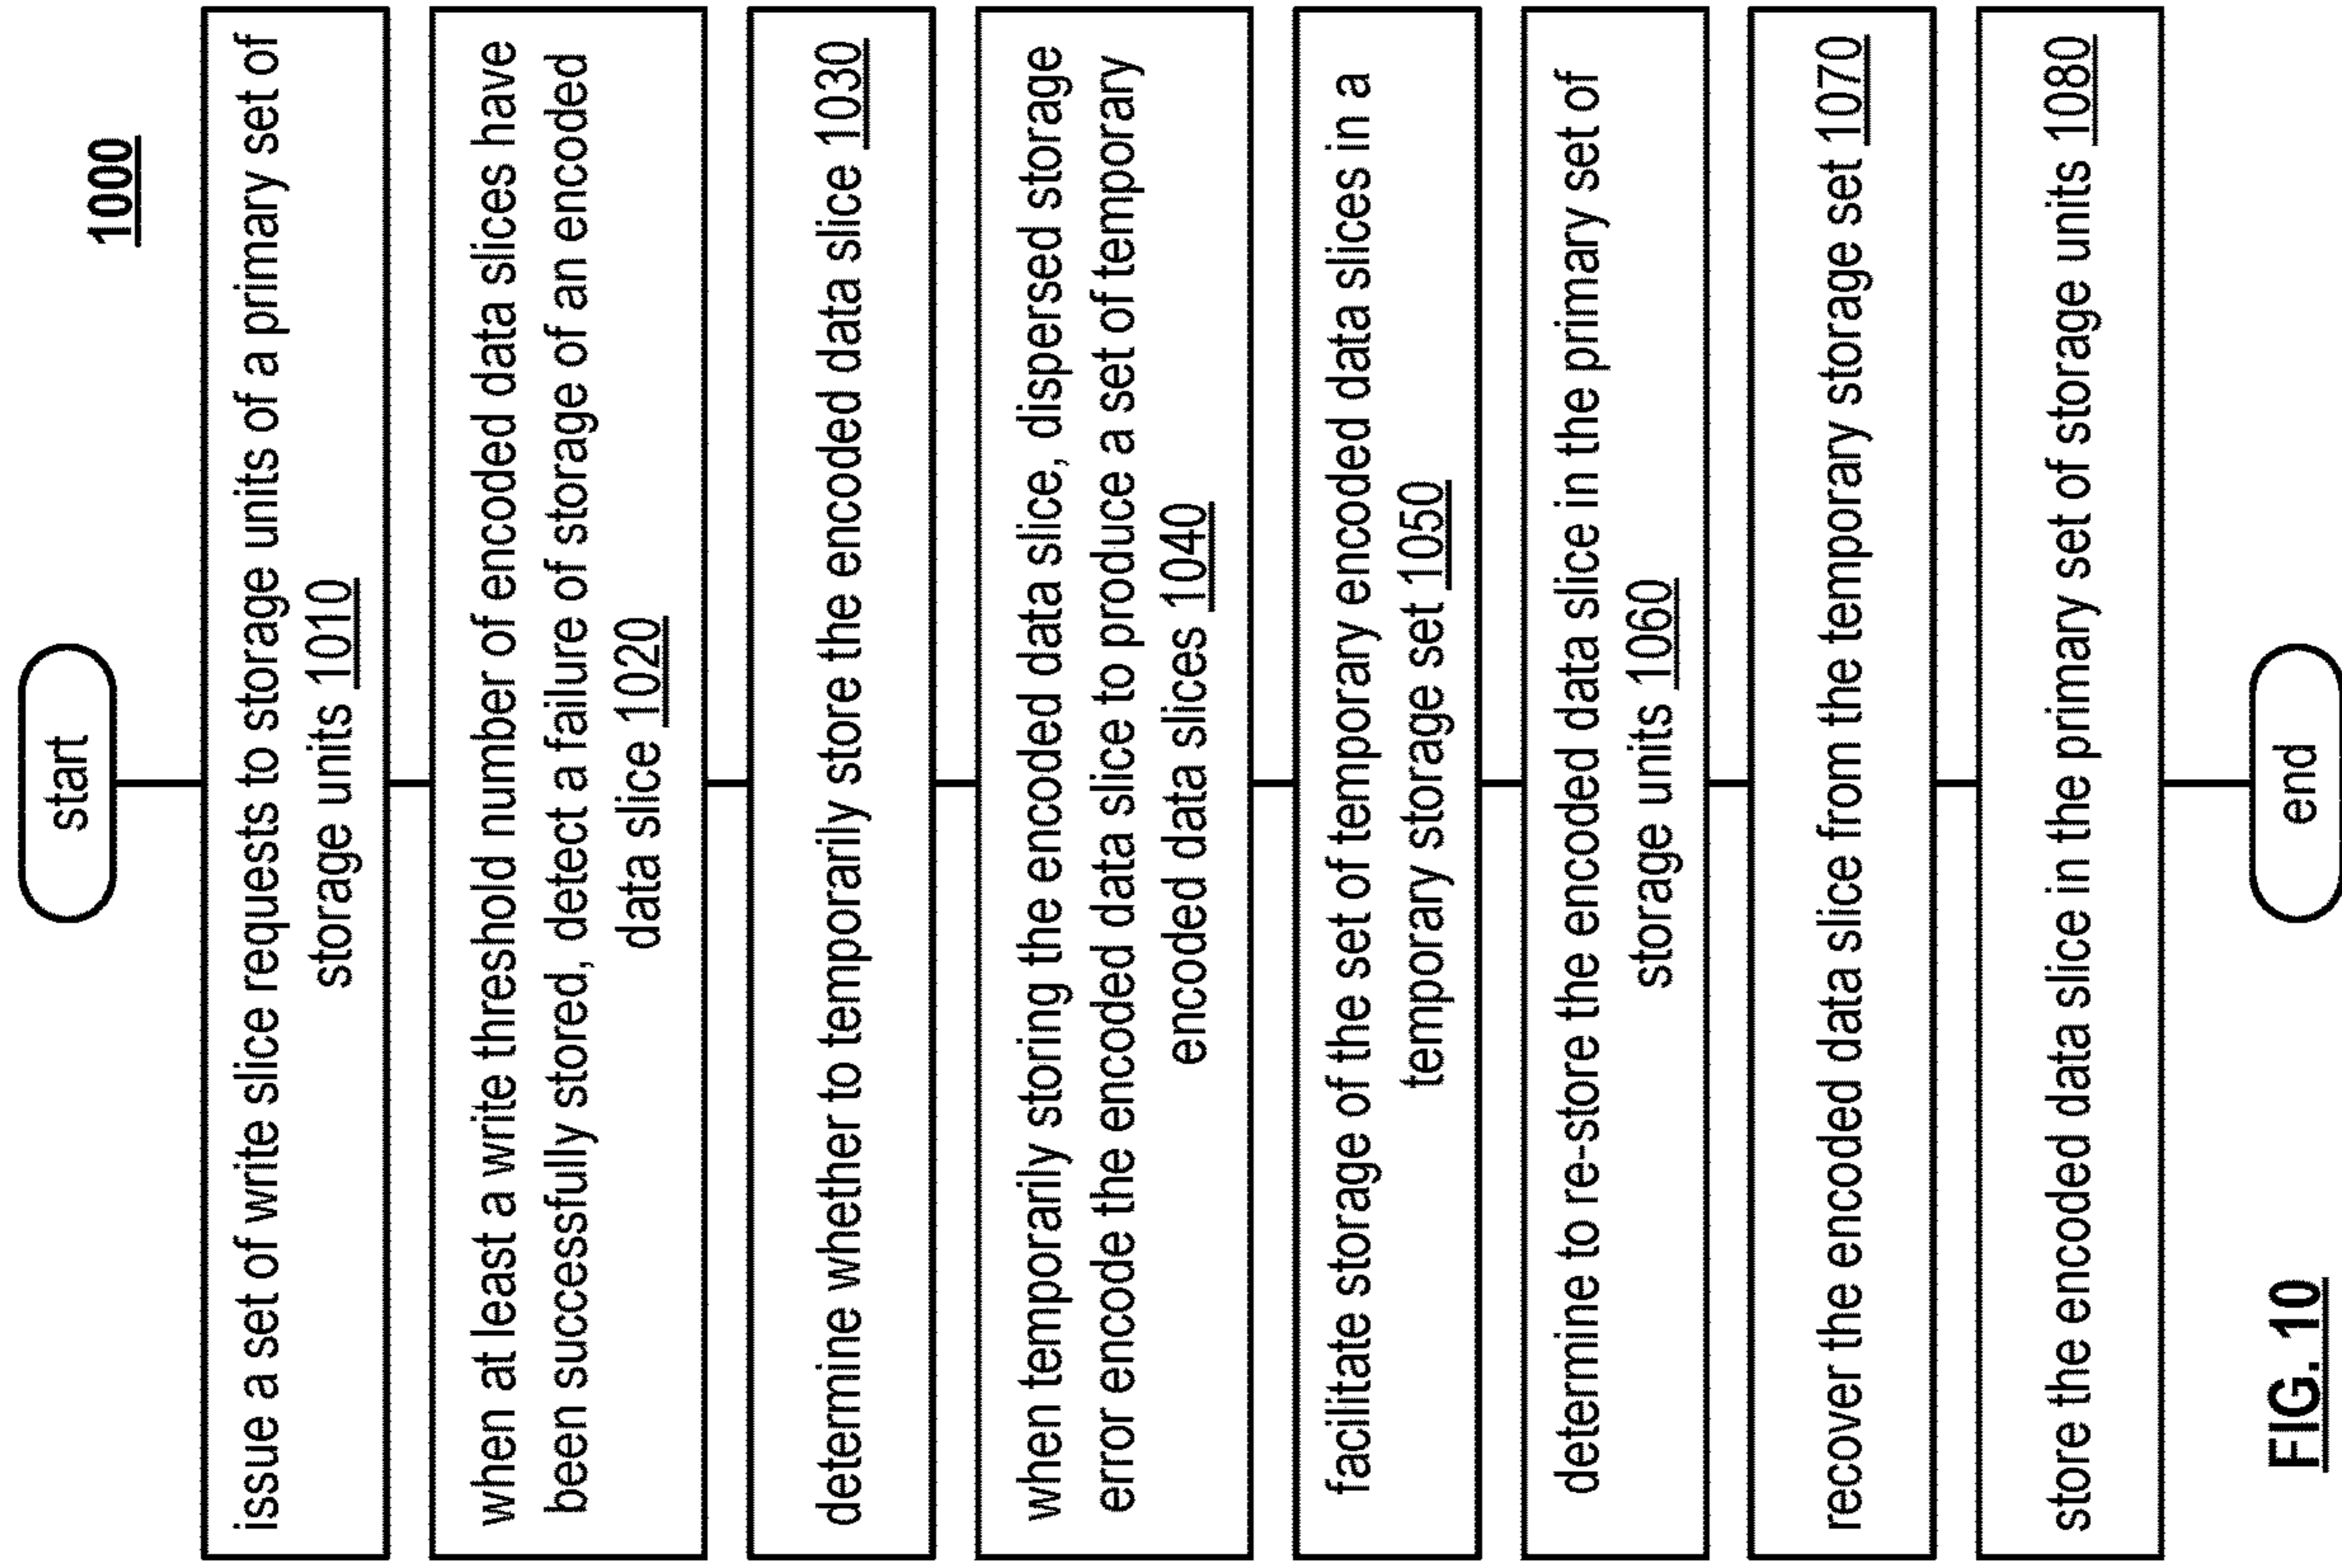 1000
start
issue a set of write slice requests to storage units of a primary set of
storage units 1010
when at least a write threshold number of encoded data slices have
been successfully stored, detect a failure of storage of an encoded
data slice 1020
determine whether to temporarily store the encoded data slice 1030
when temporarily storing the encoded data slice, dispersed storage
error encode the encoded data slice to produce a set of temporary
encoded data slices 1040
facilitate storage of the set of temporary encoded data slices in a
temporary storage set 1050
determine to re-store the encoded data slice in the primary set of
storage units 1060
recover the encoded data slice from the temporary storage set 1070
store the encoded data slice in the primary set of storage units 1080
end
FIG. 10